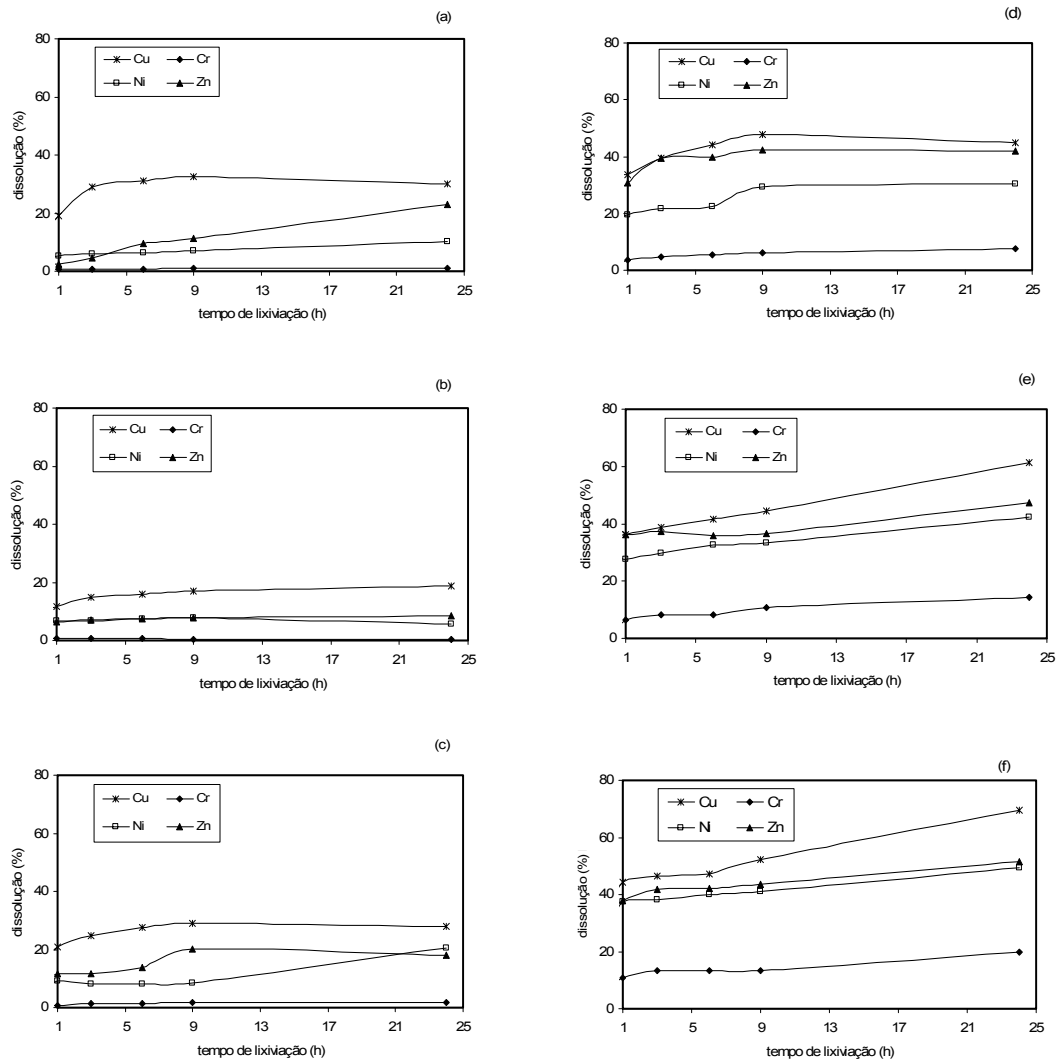 (a)
80
60
40
20
0
dissolução (%)
Cu Cr
Ni Zn
1 5 9 13 17 21 25
tempo de lixiviação (h)
(d)
80
60
40
20
0
dissolução (%)
Cu Cr
Ni Zn
1 5 9 13 17 21 25
tempo de lixiviação (h)
(b)
80
60
40
20
0
dissolução (%)
Cu Cr
Ni Zn
1 5 9 13 17 21 25
tempo de lixiviação (h)
(e)
80
60
40
20
0
dissolução (%)
Cu Cr
Ni Zn
1 5 9 13 17 21 25
tempo de lixiviação (h)
(c)
80
60
40
20
0
dissolução (%)
Cu Cr
Ni Zn
1 5 9 13 17 21 25
tempo de lixiviação (h)
(f)
80
60
40
20
0
dissolução (%)
Cu Cr
Ni Zn
1 5 9 13 17 21 25
tempo de lixiviação (h)